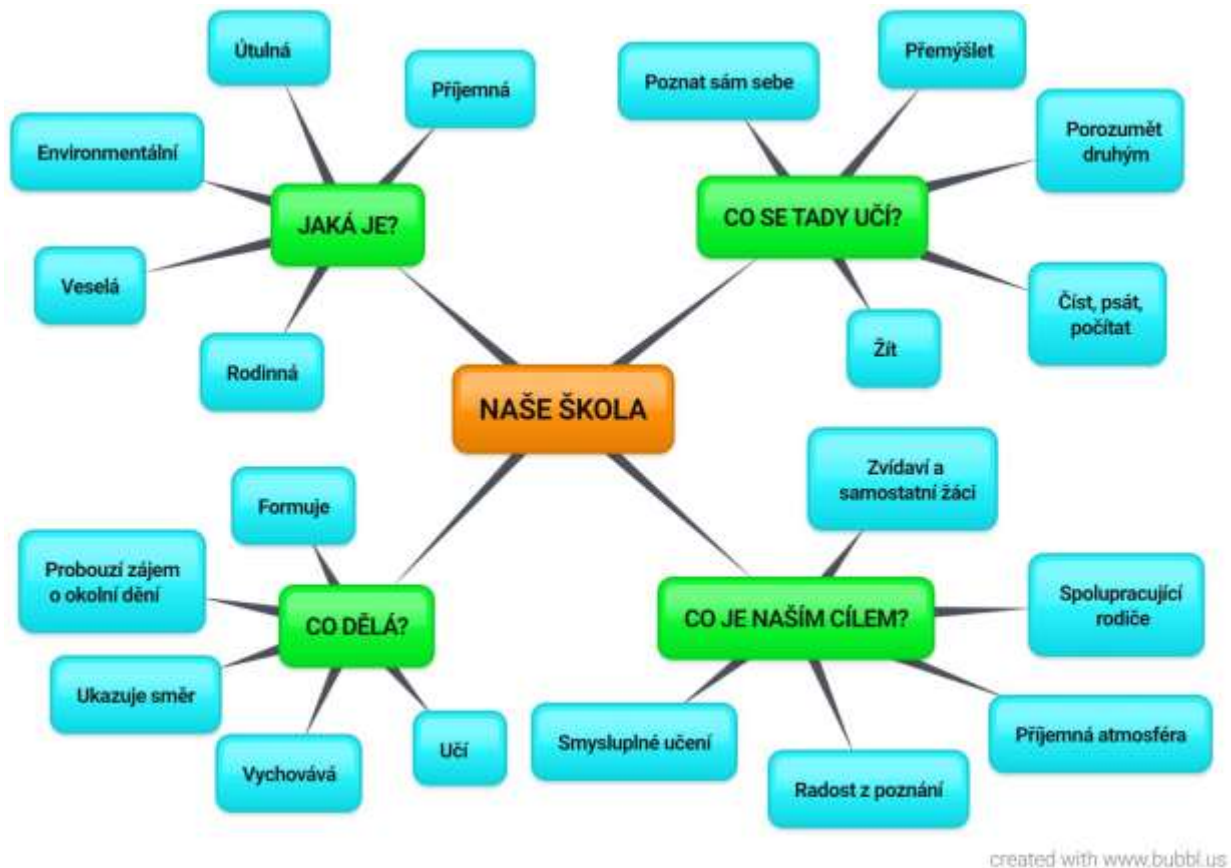 Útulná
Příjemná
Environmentální
JAKÁ JE?
Veselá
Rodinná
Poznat sám sebe
Přemýšlet
Porozumět
druhým
CO SE TADY UČÍ?
Číst, psát,
počítat
Žít
NAŠE ŠKOLA
Formuje
Probouzí zájem
o okolní dění
CO DĚLÁ?
Ukazuje směr
Vychovává
Učí
Zvídaví a
samostatní žáci
Spolupracující
rodiče
CO JE NAŠÍM CÍLEM?
Příjemná atmosféra
Smysluplné učení
Radost z poznání
created with www.bubbl.us